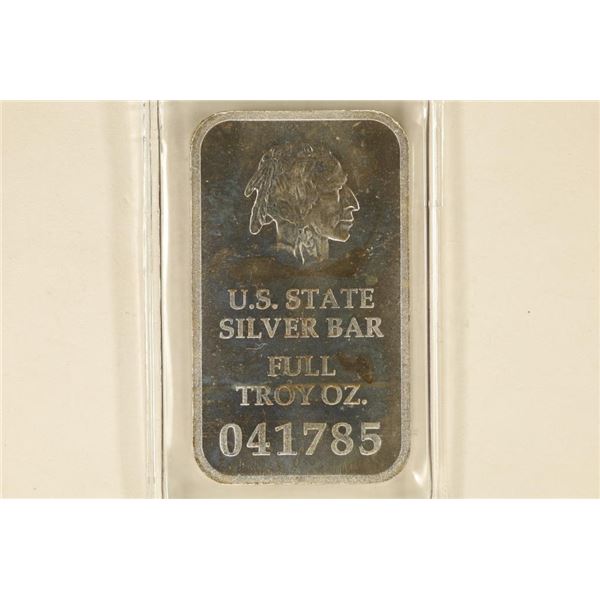 U.S. STATE
SILVER BAR
FULL
TROY OZ.
041785